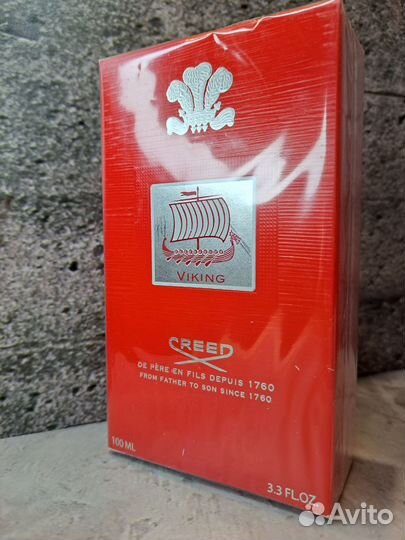 VIKING
CREED
DE PÈRE EN FILS DEPUIS 1760
FROM FATHER TO SON SINCE 1760
100 ML
3.3 FL.OZ
Avito